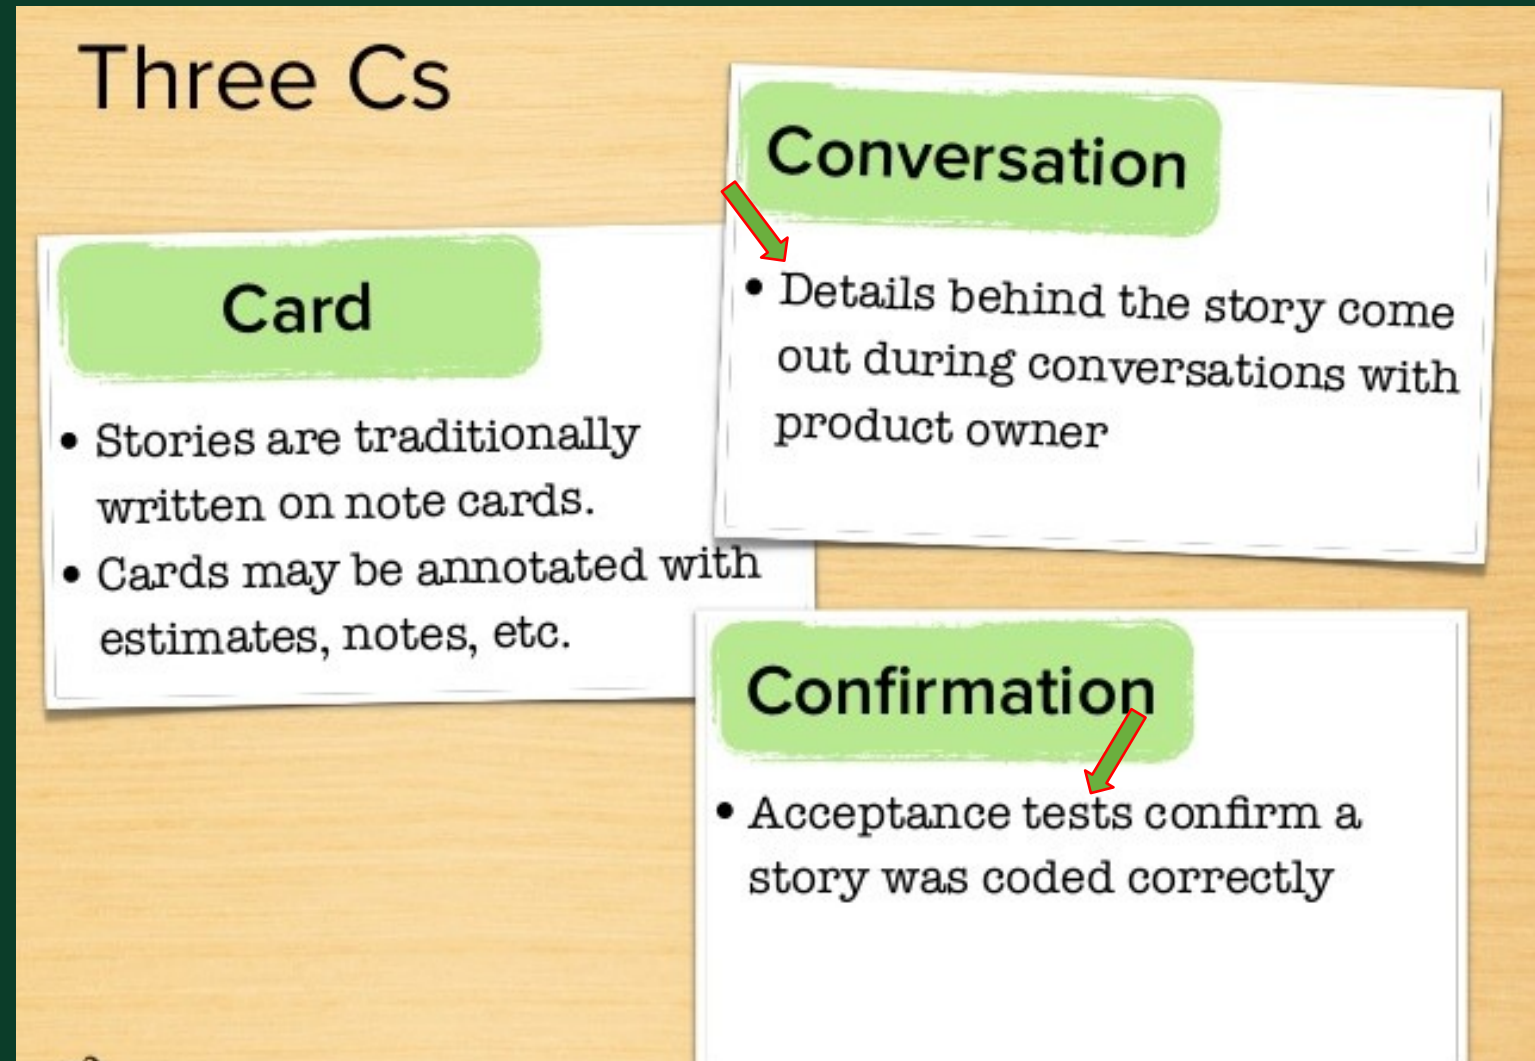 Three Cs
Card
• Stories are traditionally
written on note cards.
• Cards may be annotated with
estimates, notes, etc.
Conversation
• Details behind the story come
out during conversations with
product owner
Confirmation
• Acceptance tests confirm a
story was coded correctly